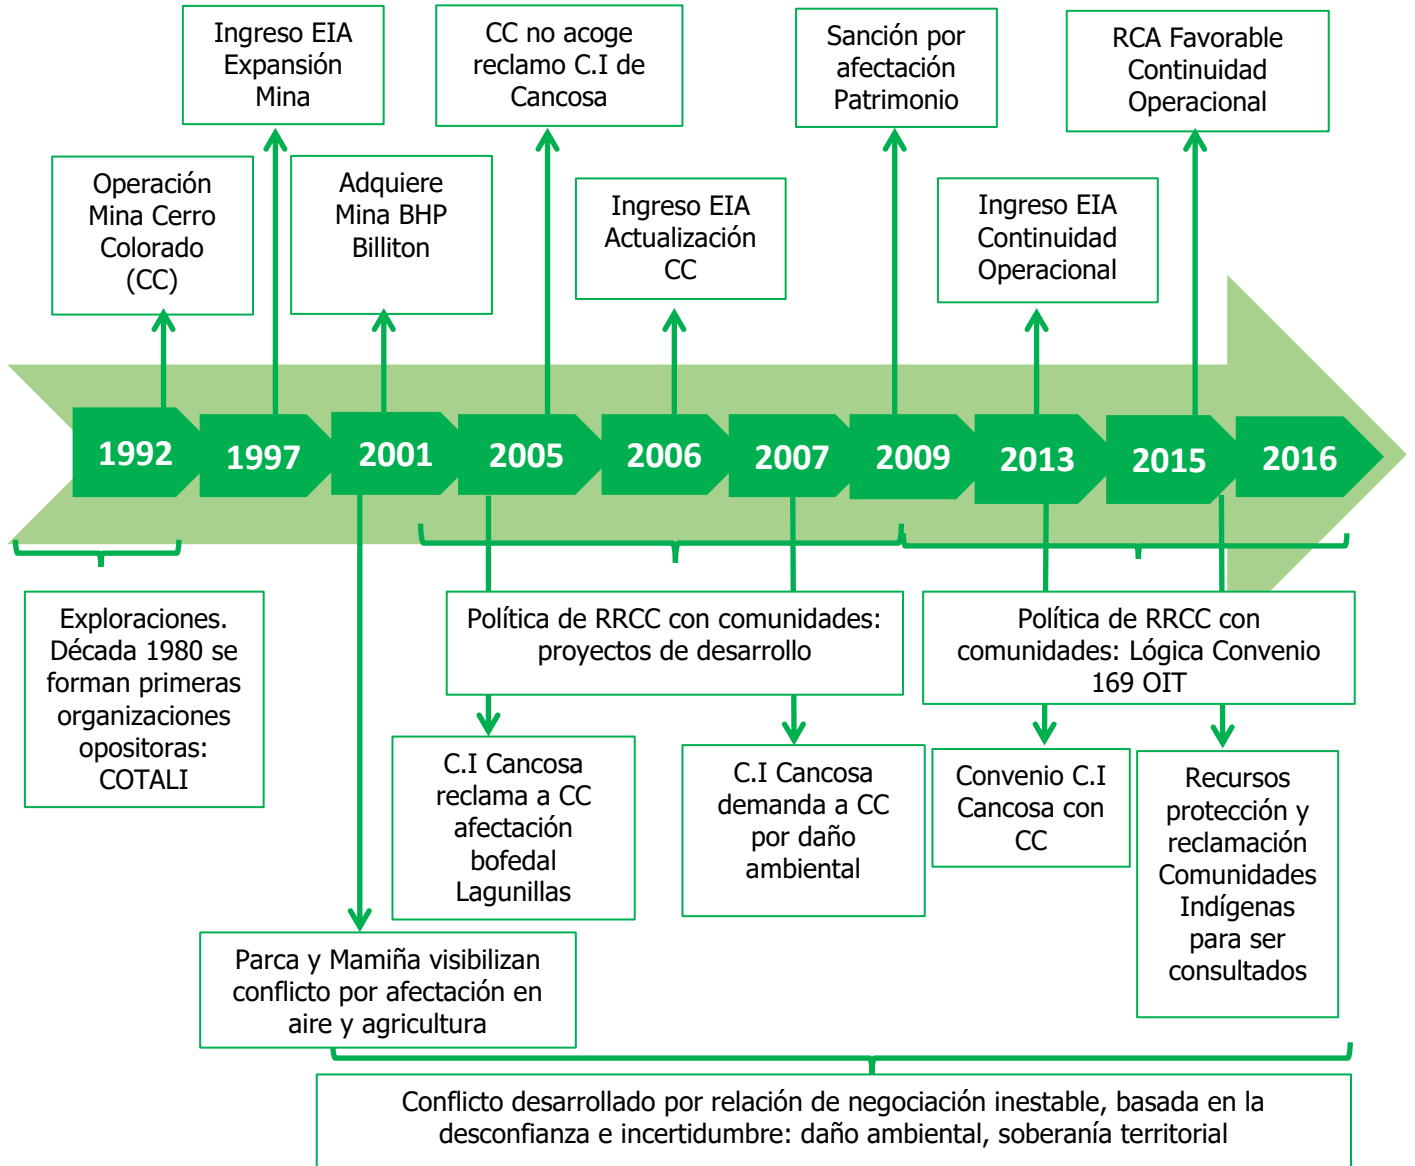 Ingreso EIA
Expansión
Mina
CC no acoge
reclamo C.I de
Cancosa
Sanción por
afectación
Patrimonio
RCA Favorable
Continuidad
Operacional
Operación
Mina Cerro
Colorado
(CC)
Adquiere
Mina BHP
Billiton
Ingreso EIA
Actualización
CC
Ingreso EIA
Continuidad
Operacional
1992
1997
2001
2005
2006
2007
2009
2013
2015
2016
Exploraciones.
Década 1980 se
forman primeras
organizaciones
opositoras:
COTALI
Política de RRCC con comunidades:
proyectos de desarrollo
Política de RRCC con
comunidades: Lógica Convenio
169 OIT
C.I Cancosa
reclama a CC
afectación
bofedal
Lagunillas
C.I Cancosa
demanda a CC
por daño
ambiental
Convenio C.I
Cancosa con
CC
Recursos
protección y
reclamación
Comunidades
Indígenas
para ser
consultados
Parca y Mamiña visibilizan
conflicto por afectación en
aire y agricultura
Conflicto desarrollado por relación de negociación inestable, basada en la
desconfianza e incertidumbre: daño ambiental, soberanía territorial